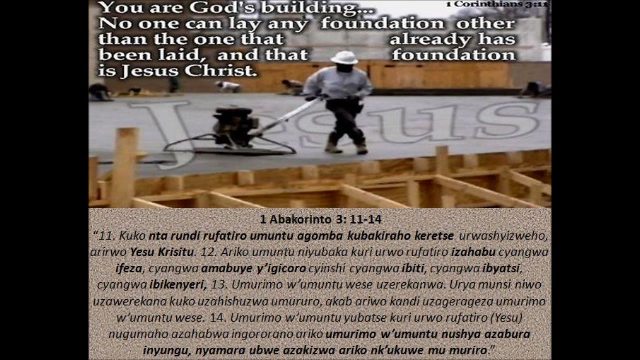 You are God's building...
1 Corinthians 3:11
No one can lay any foundation other
than the one that already has
been laid, and that foundation
is Jesus Christ.
Jesus
1 Abakorinto 3: 11-14
"11. Kuko nta rundi rufatiro umuntu agomba kubakiraho keretse urwashyizweho,
arirwo Yesu Krisitu. 12. Ariko umuntu niyubaka kuri urwo rufatiro izahabu cyangwa
ifeza, cyangwa amabuye y'igicoro cyinshi cyangwa ibiti, cyangwa ibyatsi,
cyangwa ibikenyeri, 13. Umurimo w'umuntu wese uzerekanwa. Urya munsi niwo
uzawerekana kuko uzahishuzwa umururo, akab ariwo kandi uzagerageza umurimo
w'umuntu wese. 14. Umurimo w'umuntu yubatse kuri urwo rufatiro (Yesu)
nugumaho azahabwa ingororano ariko umurimo w'umuntu nushya azabura
inyungu, nyamara ubwe azakizwa ariko nk'ukuwe mu muriro."